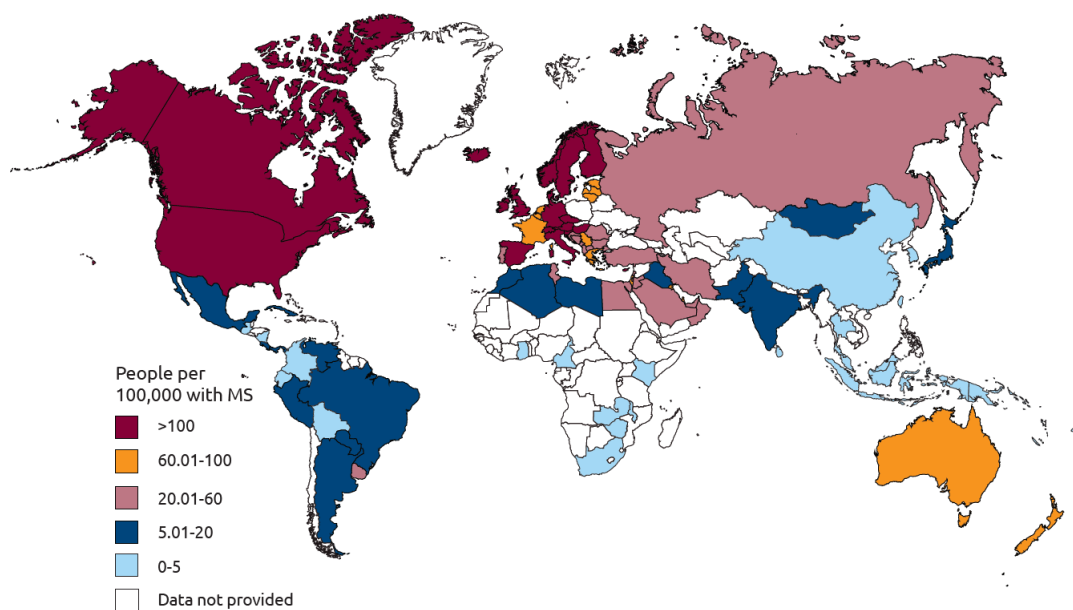 People per
100,000 with MS
>100
60.01-100
20.01-60
5.01-20
0-5
Data not provided